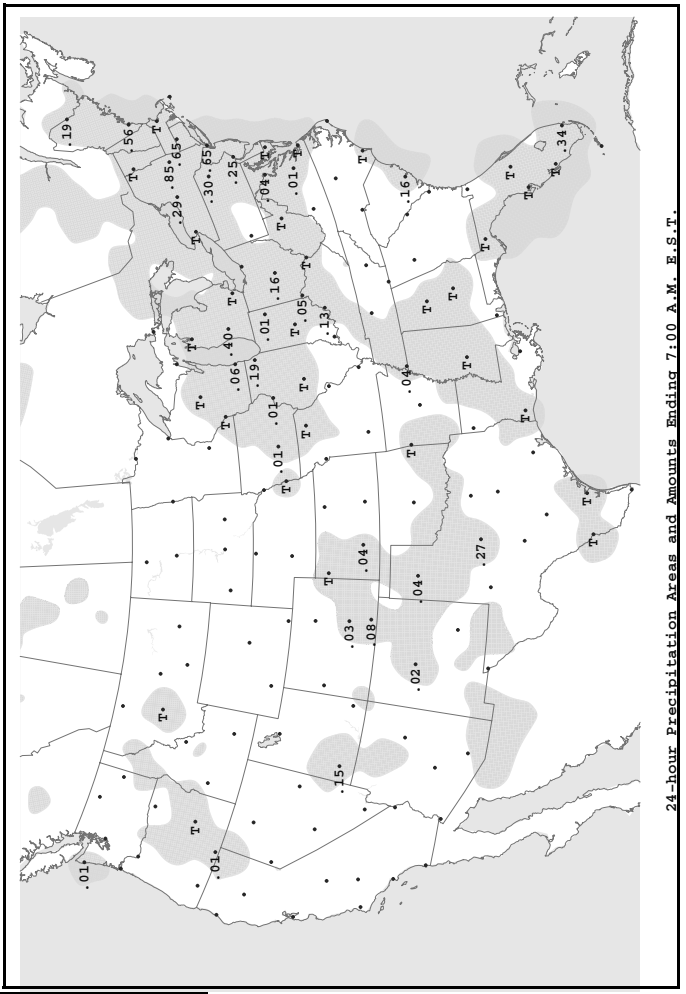 .19
.01
.56
T
T
T
.85
.65
.29
T
T
T
T
.65
.30
.01
T
.40
T
.25
.06
.19
.04
T
.01
.01
.16
.01
T
T
.01
T
T
.05
T
T
T
.13
T
.15
.03
.04
T
.08
.16
.04
T
.02
.04
T
T
T
.27
T
T
T
T
T
.34
T
T
24-hour Precipitation Areas and Amounts Ending 7:00 A.M. E.S.T.